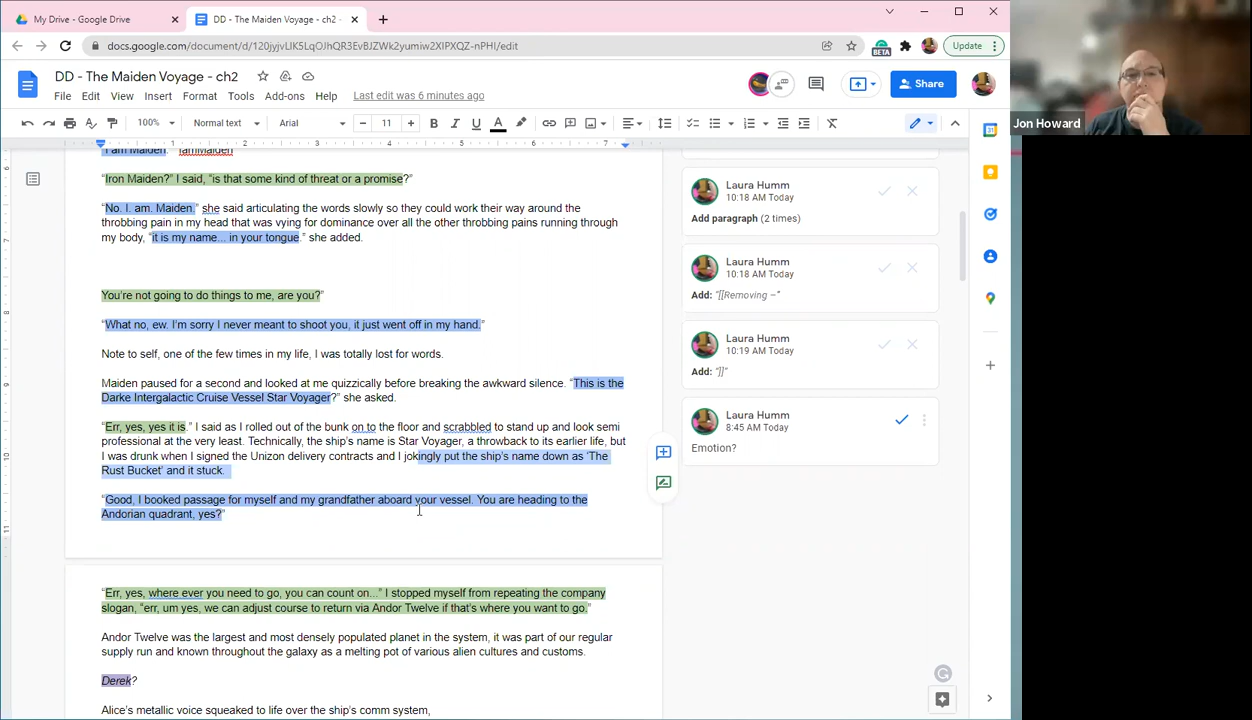 My Drive - Google Drive
DD - The Maiden Voyage - ch2 -
docs.google.com/document/d/
/edit
BETA
Update
DD - The Maiden Voyage - ch2
File Edit View Insert Format Tools Add-ons Help Last edit was 6 minutes ago
Share
Jon Howard
100% Normal text Arial 11 B I U A
1 2 3 4 5 6 7
"I am Maiden." IamMaiden
"Iron Maiden?" I said, "is that some kind of threat or a promise?"
"No. I. am. Maiden." she said articulating the words slowly so they could work their way around the
throbbing pain in my head that was vying for dominance over all the other throbbing pains running through
my body, "it is my name... in your tongue." she added.
You're not going to do things to me, are you?"
"What no, ew. I'm sorry I never meant to shoot you, it just went off in my hand."
Note to self, one of the few times in my life, I was totally lost for words.
Maiden paused for a second and looked at me quizzically before breaking the awkward silence. "This is the
Darke Intergalactic Cruise Vessel Star Voyager?" she asked.
"Err, yes, yes it is." I said as I rolled out of the bunk on to the floor and scrabbled to stand up and look semi
professional at the very least. Technically, the ship's name is Star Voyager, a throwback to its earlier life, but
I was drunk when I signed the Unizon delivery contracts and I jokingly put the ship's name down as 'The
Rust Bucket' and it stuck.
"Good, I booked passage for myself and my grandfather aboard your vessel. You are heading to the
Andorian quadrant, yes?"
"Err, yes, where ever you need to go, you can count on..." I stopped myself from repeating the company
slogan, "err, um yes, we can adjust course to return via Andor Twelve if that's where you want to go."
Andor Twelve was the largest and most densely populated planet in the system, it was part of our regular
supply run and known throughout the galaxy as a melting pot of various alien cultures and customs.
Derek?
Alice's metallic voice squeaked to life over the ship's comm system,
Laura Humm
10:18 AM Today
Add paragraph (2 times)
Laura Humm
10:18 AM Today
Add: "[[Removing –"
Laura Humm
10:19 AM Today
Add: "]]"
Laura Humm
8:45 AM Today
Emotion?
6
7
8
9
10
11
31